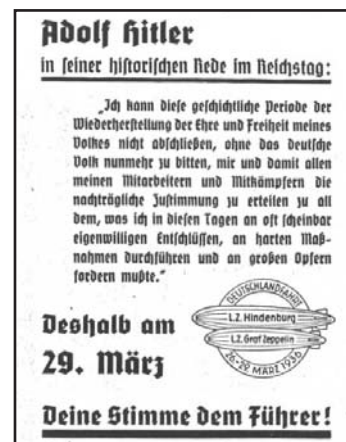 Adolf Hitler
in seiner historischen Rede im Reichstag:
„Ich kann diese geschichtliche Periode der
Wiederherstellung der Ehre und Freiheit meines
Volkes nicht abschließen, ohne das deutsche
Volk nunmehr zu bitten, mir und damit allen
meinen Mitarbeitern und Mitkämpfern die
nachträgliche Zustimmung zu erteilen zu all
dem, was ich in diesen Tagen an oft scheinbar
eigenwilligen Entschlüssen, an harten Maß-
nahmen durchführen und an großen Opfern
fordern mußte.“
DEUTSCHLANDFAHRT
L.Z. Hindenburg
L.Z. Graf Zeppelin
26-29 MÄRZ 1936
Deshalb am
29. März
Deine Stimme dem Führer!